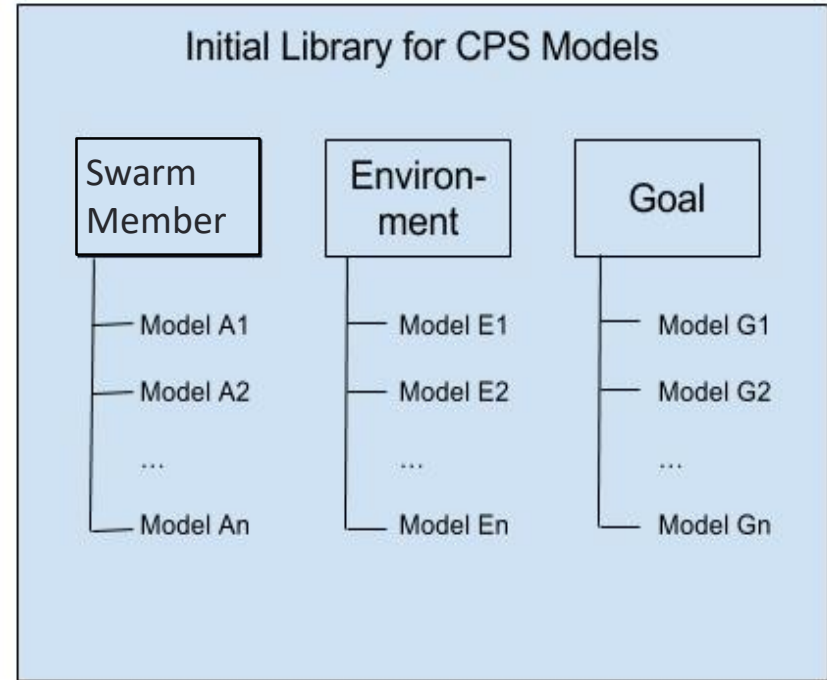 Initial Library for CPS Models
Swarm
Member
Model A1
Model A2
...
Model An
Environ-
ment
Model E1
Model E2
...
Model En
Goal
Model G1
Model G2
...
Model Gn